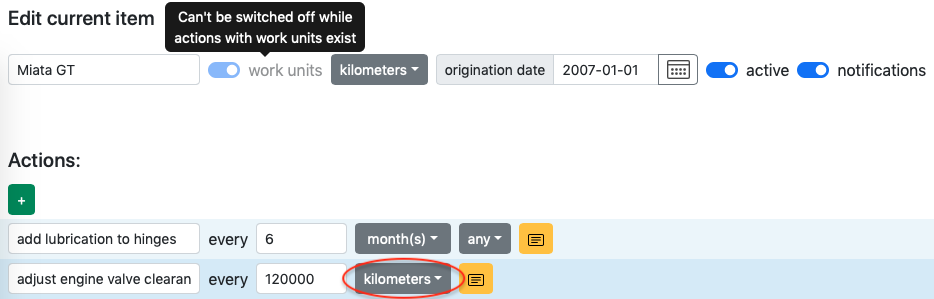 Edit current item
Can't be switched off while
actions with work units exist
Miata GT work units kilometers origination date 2007-01-01 active notifications
Actions:
+
add lubrication to hinges every 6 month(s) any
adjust engine valve clearan every 120000 kilometers